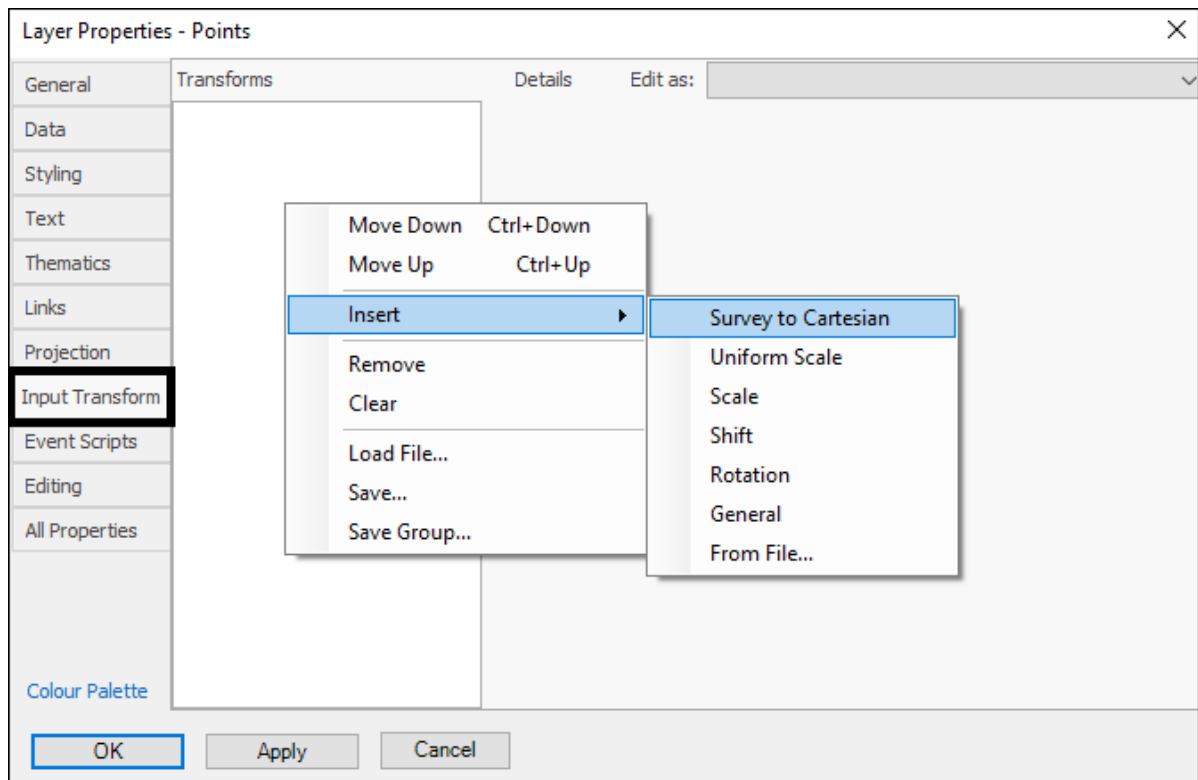 Layer Properties - Points
General
Data
Styling
Text
Thematics
Links
Projection
Input Transform
Event Scripts
Editing
All Properties
Colour Palette
Transforms
Details Edit as:
Move Down Ctrl+Down
Move Up Ctrl+Up
Insert
Remove
Clear
Load File...
Save...
Save Group...
Survey to Cartesian
Uniform Scale
Scale
Shift
Rotation
General
From File...
OK Apply Cancel